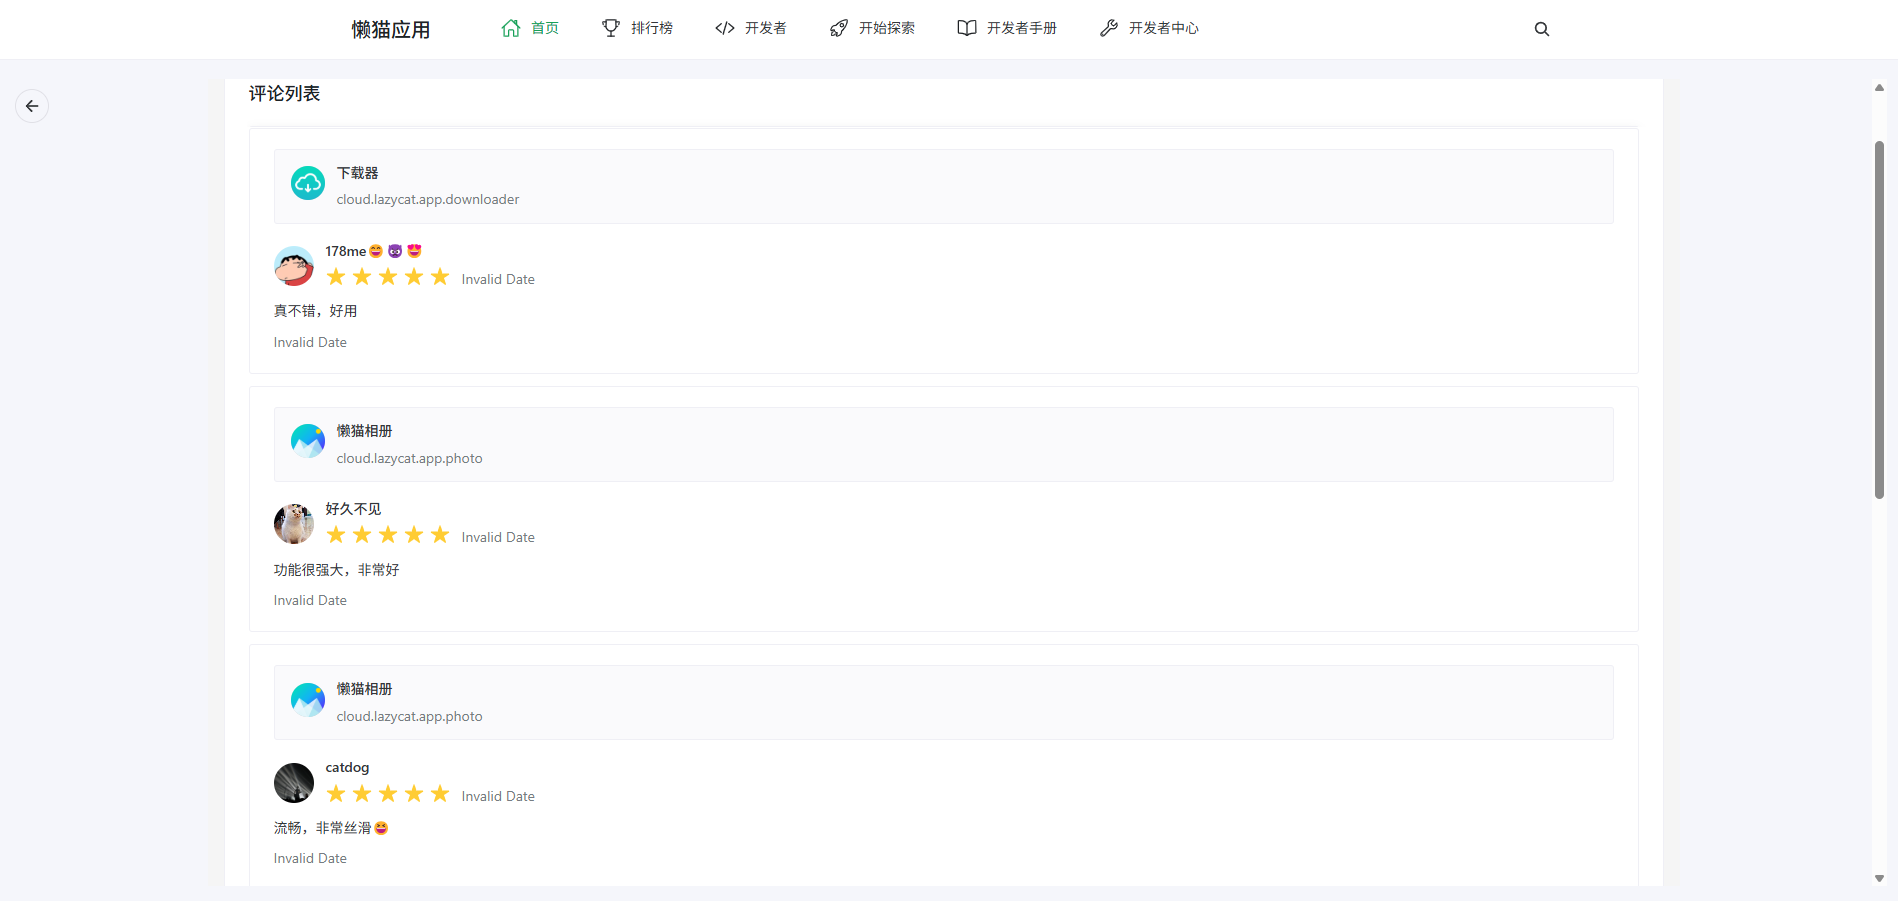 懒猫应用
首页
排行榜
开发者
开始探索
开发者手册
开发者中心
评论列表
下载器
cloud.lazycat.app.downloader
178me😄😈😍
Invalid Date
真不错，好用
Invalid Date
懒猫相册
cloud.lazycat.app.photo
好久不见
Invalid Date
功能很强大，非常好
Invalid Date
懒猫相册
cloud.lazycat.app.photo
catdog
Invalid Date
流畅，非常丝滑😆
Invalid Date